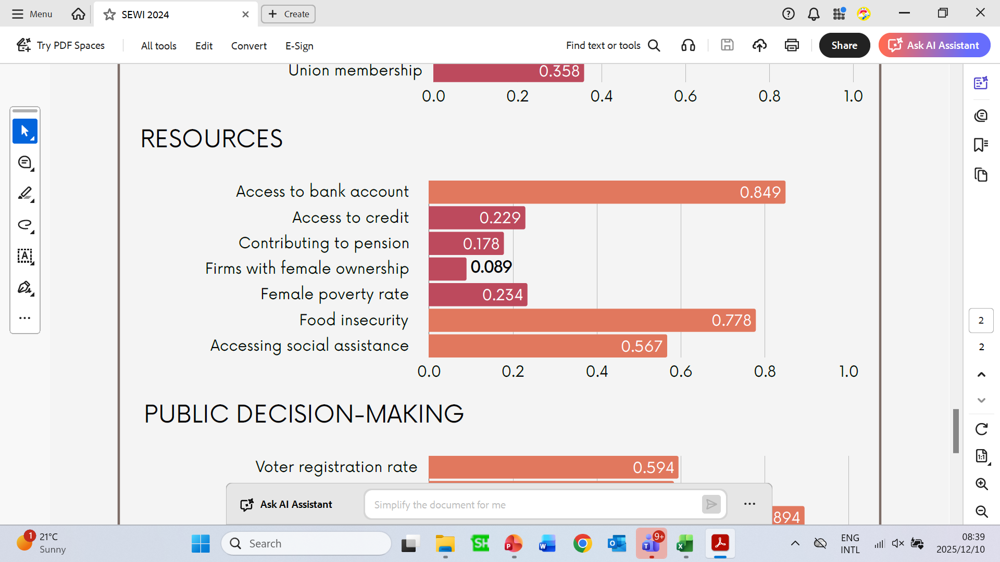 Menu
SEWI 2024
Create
Try PDF Spaces
All tools
Edit
Convert
E-Sign
Find text or tools
Share
Ask AI Assistant
Union membership 0.358
0.0 0.2 0.4 0.6 0.8 1.0
RESOURCES
Access to bank account 0.849
Access to credit 0.229
Contributing to pension 0.178
Firms with female ownership 0.089
Female poverty rate 0.234
Food insecurity 0.778
Accessing social assistance 0.567
0.0 0.2 0.4 0.6 0.8 1.0
PUBLIC DECISION-MAKING
Voter registration rate 0.594
894
Ask AI Assistant
Simplify the document for me
2
2
1:1
1
21°C
Sunny
Search
SH
P
W
O
T
9+
X
ENG
INTL
08:39
2025/12/10